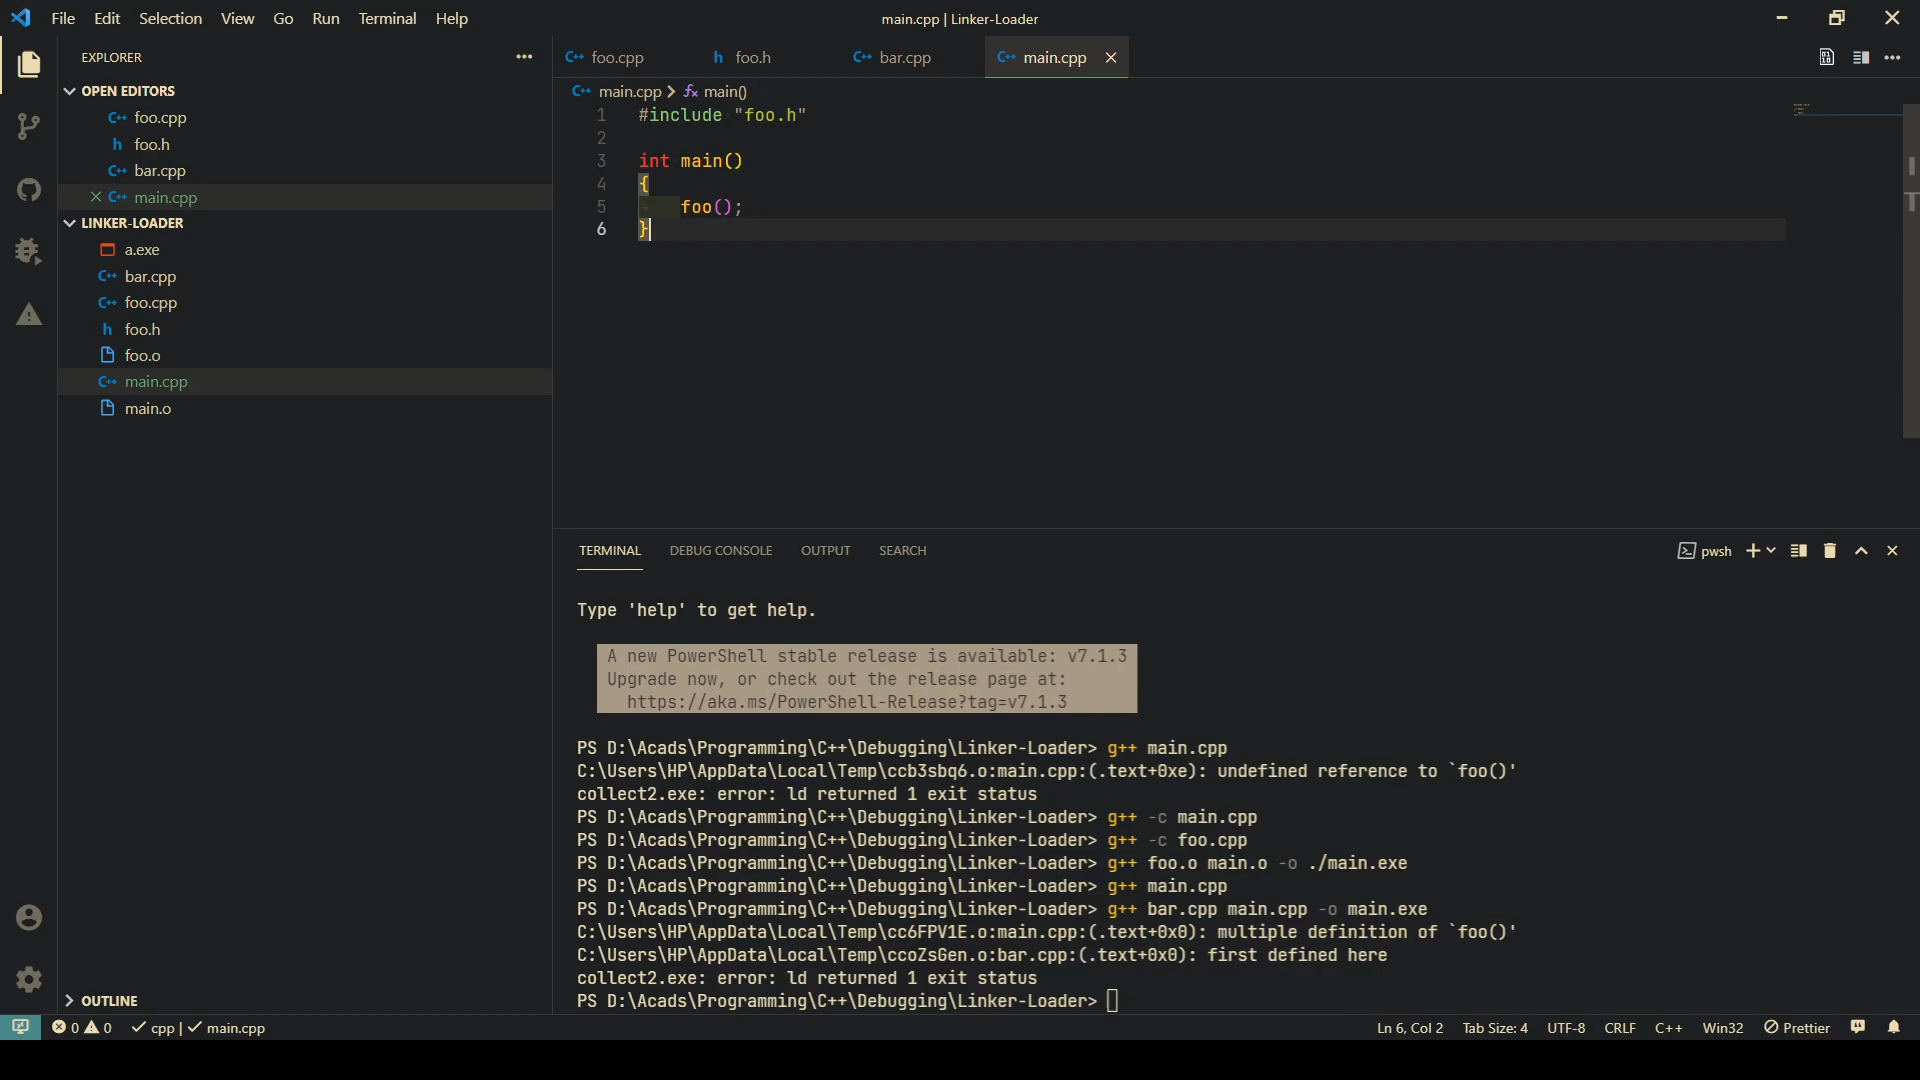 File Edit Selection View Go Run Terminal Help
main.cpp | Linker-Loader
EXPLORER
OPEN EDITORS
foo.cpp
foo.h
bar.cpp
main.cpp
LINKER-LOADER
a.exe
bar.cpp
foo.cpp
foo.h
foo.o
main.cpp
main.o
OUTLINE
foo.cpp foo.h bar.cpp main.cpp
main.cpp > main()
1 #include "foo.h"
2
3 int main()
4 {
5 foo();
6 }
TERMINAL DEBUG CONSOLE OUTPUT SEARCH
pwsh
Type 'help' to get help.
A new PowerShell stable release is available: v7.1.3
Upgrade now, or check out the release page at:
https://aka.ms/PowerShell-Release?tag=v7.1.3
PS D:\Acads\Programming\C++\Debugging\Linker-Loader> g++ main.cpp
C:\Users\HP\AppData\Local\Temp\ccb3sbq6.o:main.cpp:(.text+0xe): undefined reference to `foo()'
collect2.exe: error: ld returned 1 exit status
PS D:\Acads\Programming\C++\Debugging\Linker-Loader> g++ -c main.cpp
PS D:\Acads\Programming\C++\Debugging\Linker-Loader> g++ -c foo.cpp
PS D:\Acads\Programming\C++\Debugging\Linker-Loader> g++ foo.o main.o -o ./main.exe
PS D:\Acads\Programming\C++\Debugging\Linker-Loader> g++ main.cpp
PS D:\Acads\Programming\C++\Debugging\Linker-Loader> g++ bar.cpp main.cpp -o main.exe
C:\Users\HP\AppData\Local\Temp\cc6FPV1E.o:main.cpp:(.text+0x0): multiple definition of `foo()'
C:\Users\HP\AppData\Local\Temp\ccoZsGen.o:bar.cpp:(.text+0x0): first defined here
collect2.exe: error: ld returned 1 exit status
PS D:\Acads\Programming\C++\Debugging\Linker-Loader>
0 0 cpp | main.cpp
Ln 6, Col 2 Tab Size: 4 UTF-8 CRLF C++ Win32 Prettier